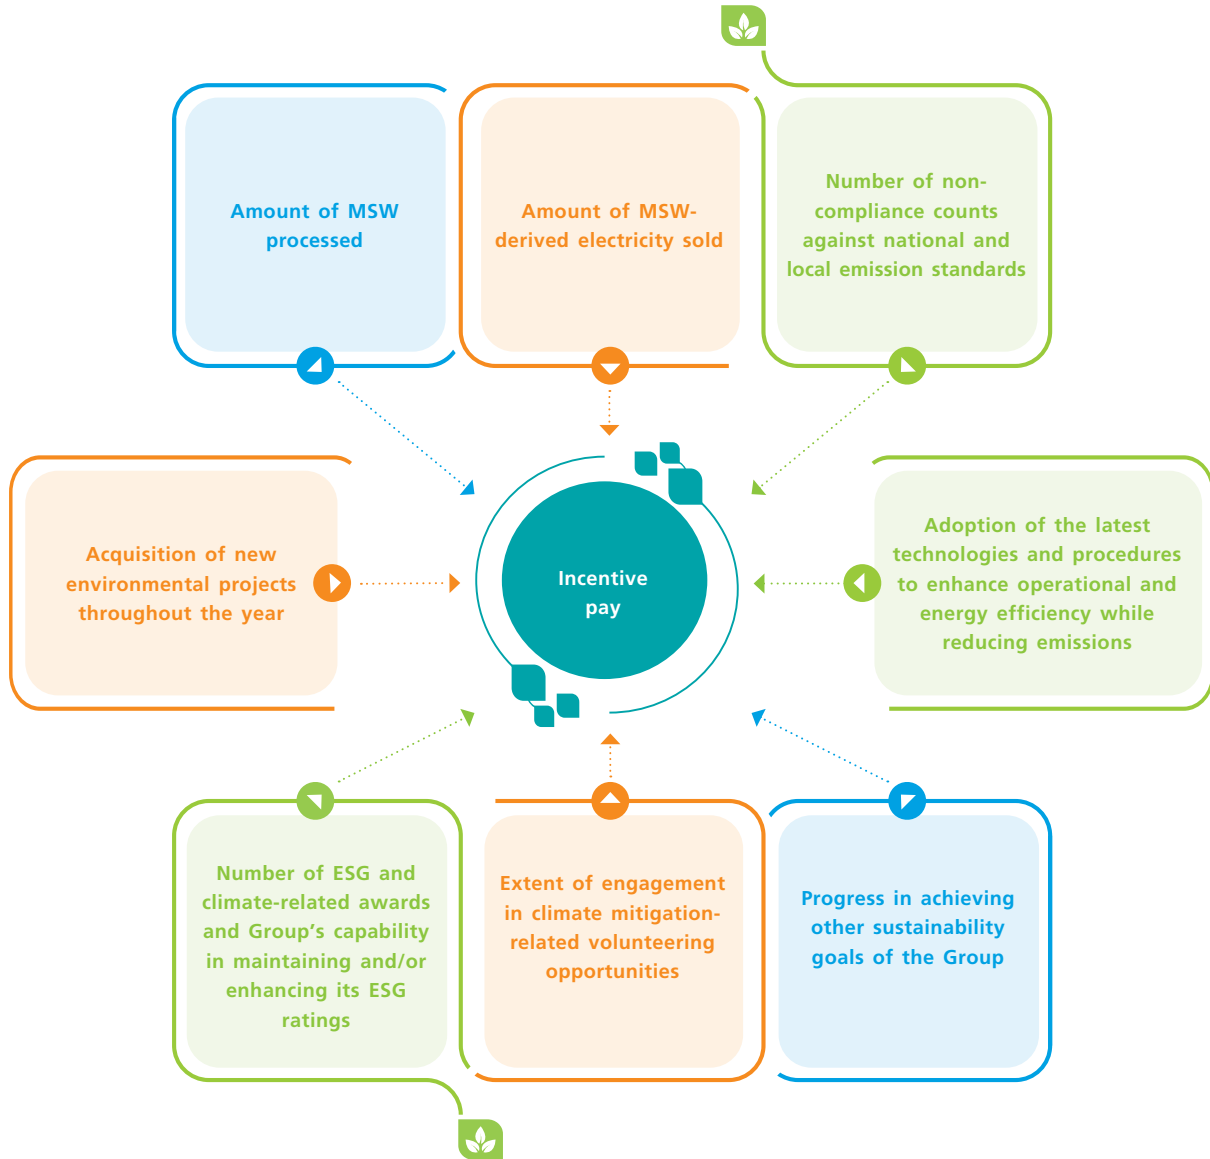 Amount of MSW
processed
Amount of MSW-
derived electricity sold
Number of non-
compliance counts
against national and
local emission standards
Acquisition of new
environmental projects
throughout the year
Incentive
pay
Adoption of the latest
technologies and procedures
to enhance operational and
energy efficiency while
reducing emissions
Number of ESG and
climate-related awards
and Group’s capability
in maintaining and/or
enhancing its ESG
ratings
Extent of engagement
in climate mitigation-
related volunteering
opportunities
Progress in achieving
other sustainability
goals of the Group